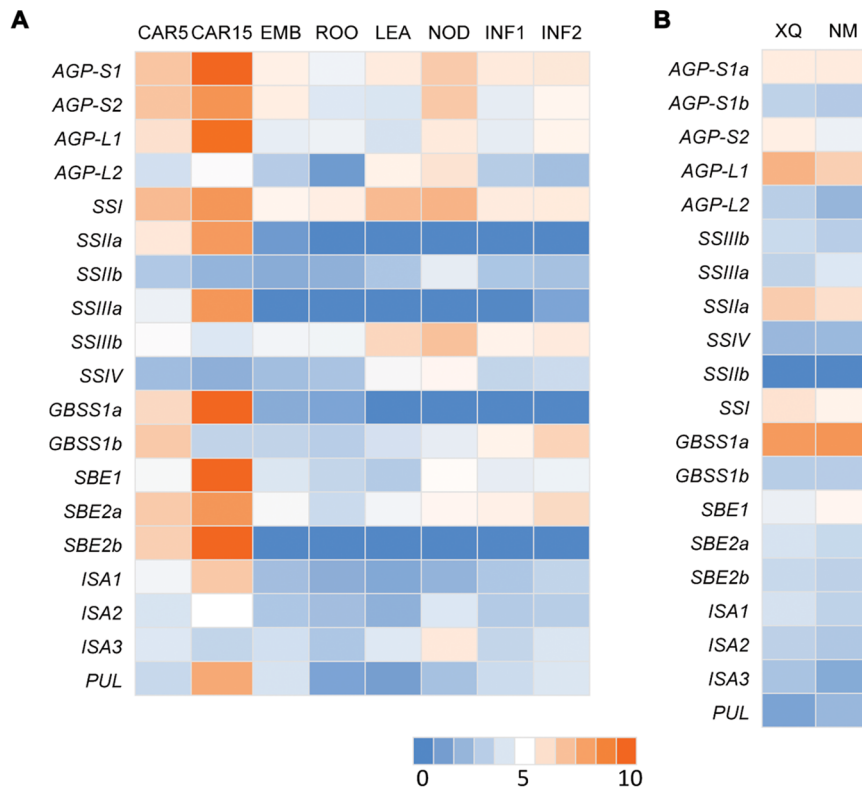 A
CAR5 CAR15 EMB ROO LEA NOD INF1 INF2
AGP-S1
AGP-S2
AGP-L1
AGP-L2
SSI
SSIIa
SSIIb
SSIIIa
SSIIIb
SSIV
GBSS1a
GBSS1b
SBE1
SBE2a
SBE2b
ISA1
ISA2
ISA3
PUL
0 5 10
B
XQ NM
AGP-S1a
AGP-S1b
AGP-S2
AGP-L1
AGP-L2
SSIIIb
SSIIIa
SSIIa
SSIV
SSIIb
SSI
GBSS1a
GBSS1b
SBE1
SBE2a
SBE2b
ISA1
ISA2
ISA3
PUL